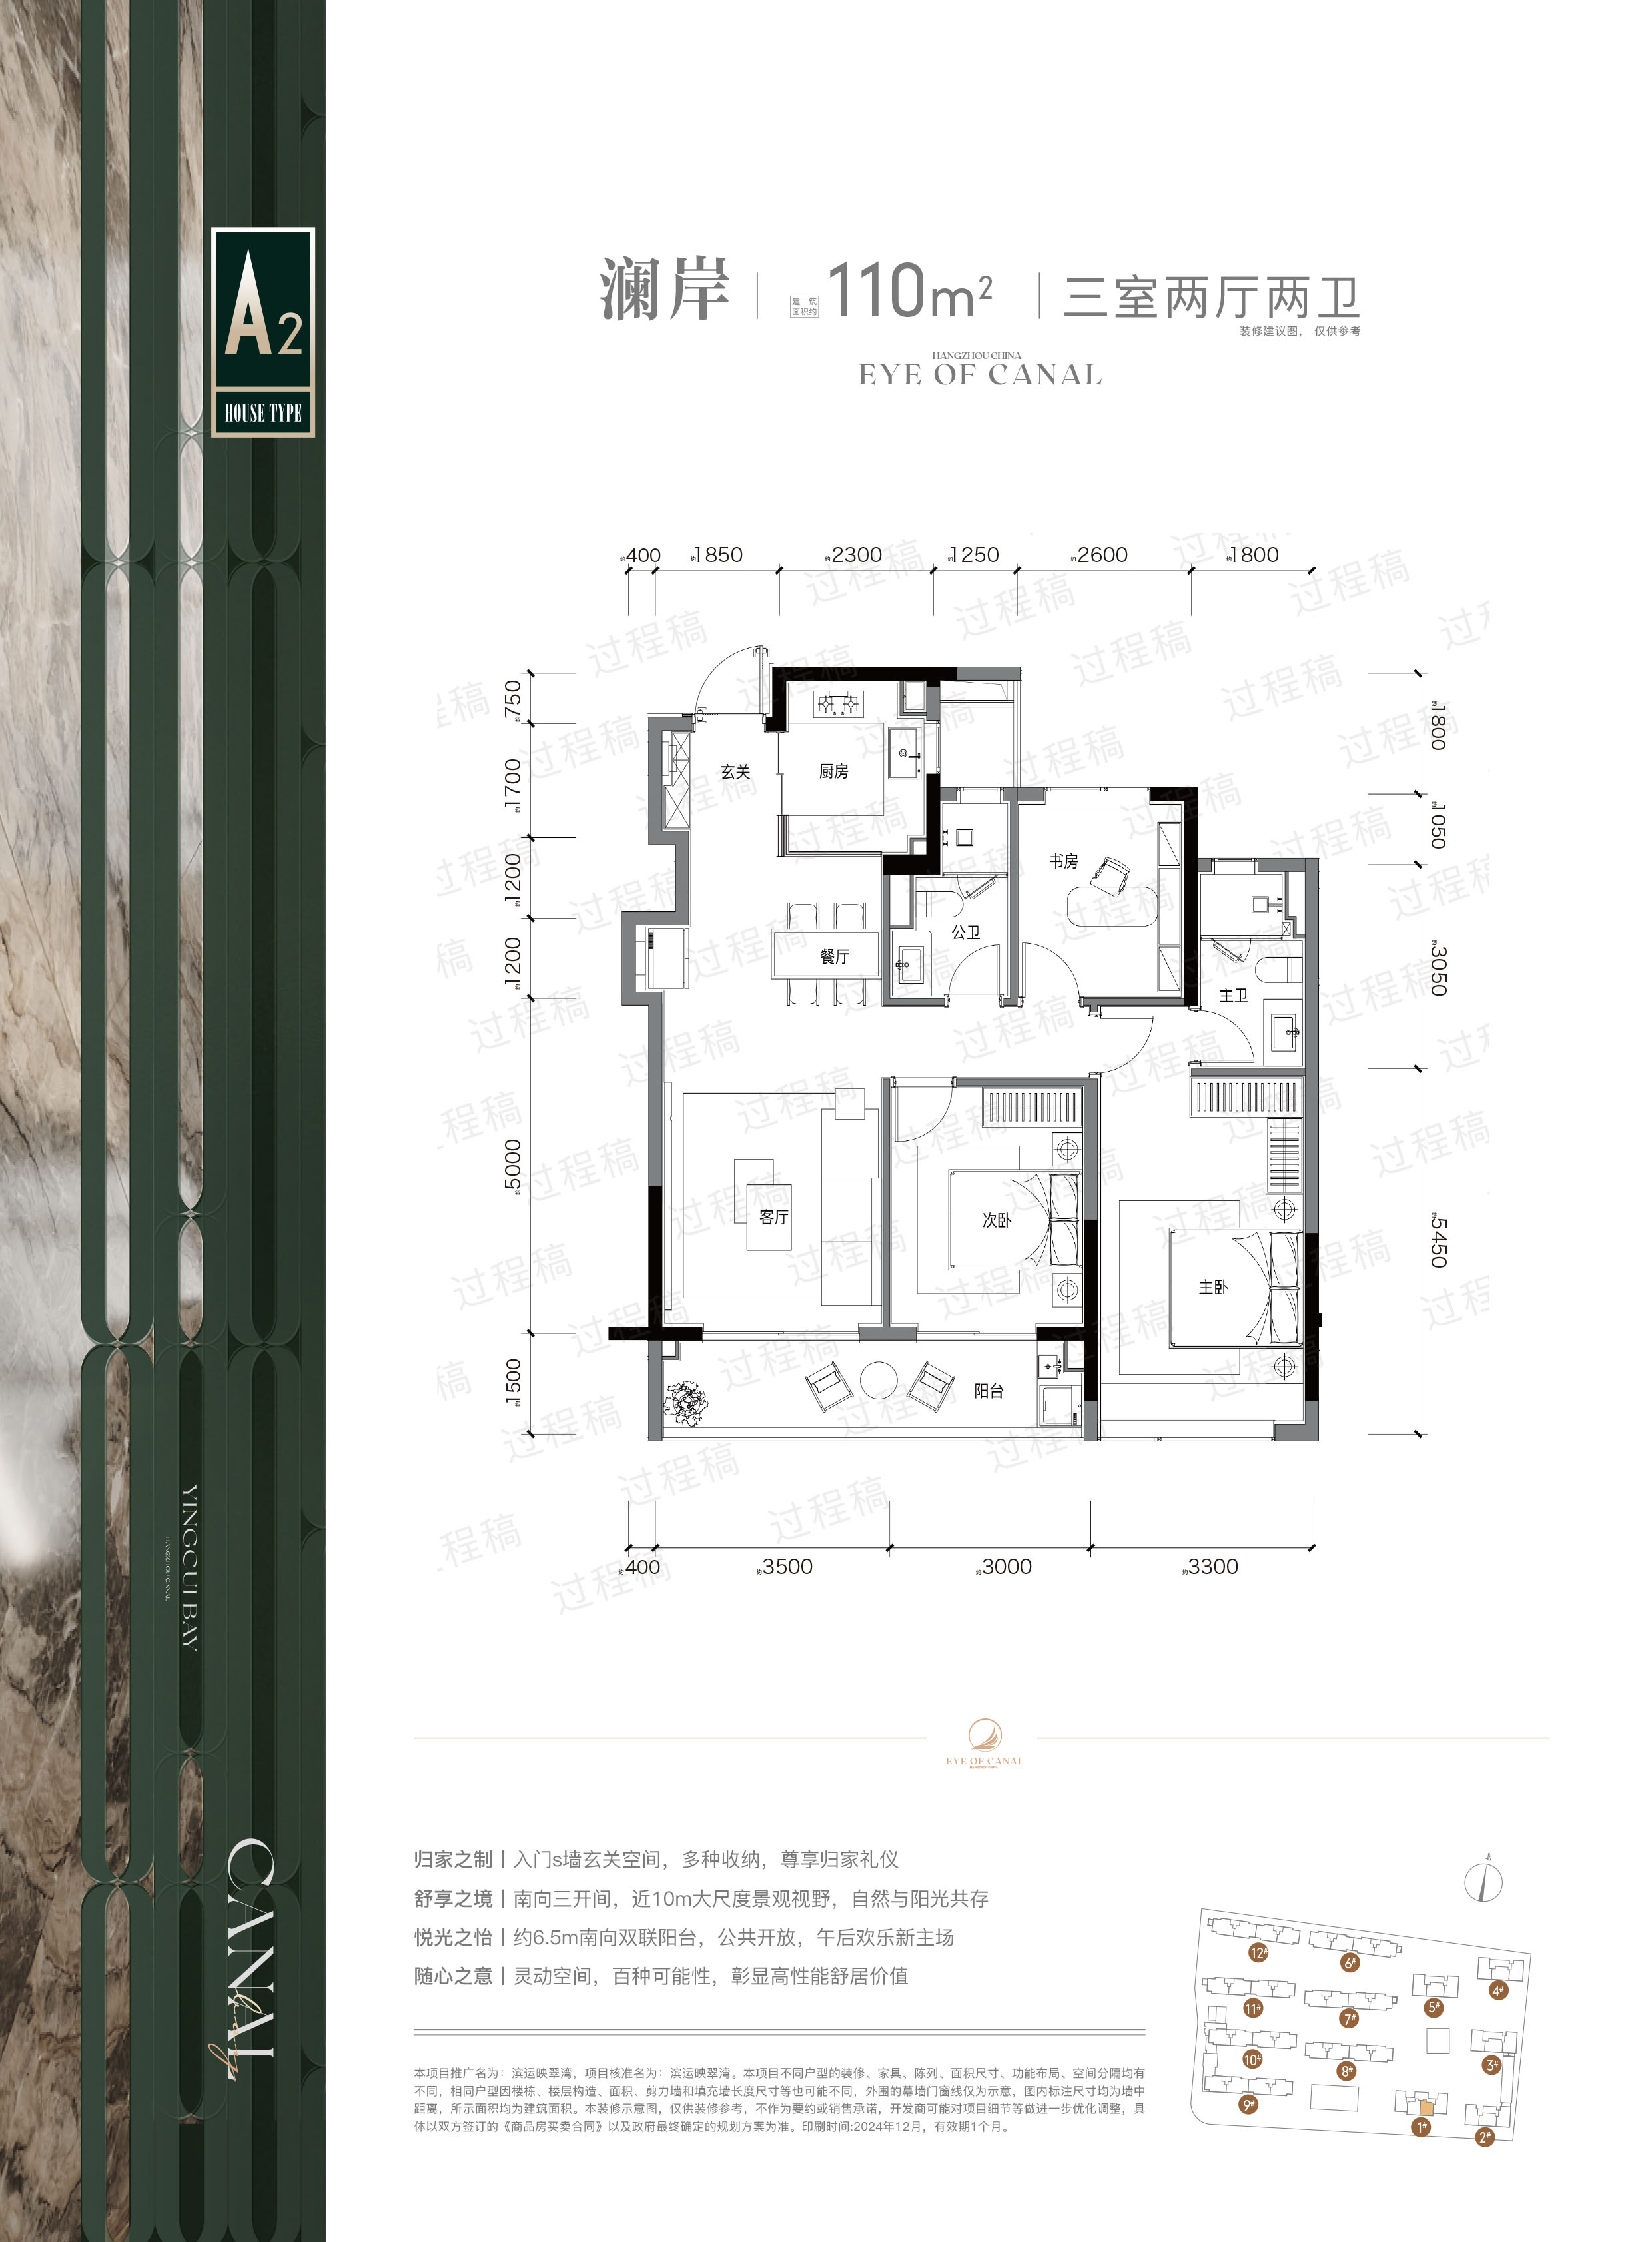 A2
HOUSE TYPE
澜岸
建筑
面积约
110m²
三室两厅两卫
装修建议图， 仅供参考
HANGZHOU CHINA
EYE OF CANAL
约400 约1850 约2300 约1250 约2600 约1800
约750
约1700
约1200
约1200
约5000
约1500
约1800
约1050
约3050
约5450
玄关
厨房
书房
公卫
餐厅
主卫
客厅
次卧
主卧
阳台
约400 约3500 约3000 约3300
过程稿
YINGCUI BAY
CANAL
EYE OF CANAL
归家之制丨入门s墙玄关空间，多种收纳，尊享归家礼仪
舒享之境丨南向三开间，近10m大尺度景观视野，自然与阳光共存
悦光之怡丨约6.5m南向双联阳台，公共开放，午后欢乐新主场
随心之意丨灵动空间，百种可能性，彰显高性能舒居价值
本项目推广名为：滨运映翠湾，项目核准名为：滨运映翠湾。本项目不同户型的装修、家具、陈列、面积尺寸、功能布局、空间分隔均有
不同，相同户型因楼栋、楼层构造、面积、剪力墙和填充墙长度尺寸等也可能不同，外围的幕墙门窗线仅为示意，图内标注尺寸均为墙中
距离，所示面积均为建筑面积。本装修示意图，仅供装修参考，不作为要约或销售承诺，开发商可能对项目细节等做进一步优化调整，具
体以双方签订的《商品房买卖合同》以及政府最终确定的规划方案为准。印刷时间:2024年12月，有效期1个月。
北
12#
6#
4#
11#
7#
5#
10#
8#
3#
9#
1#
2#